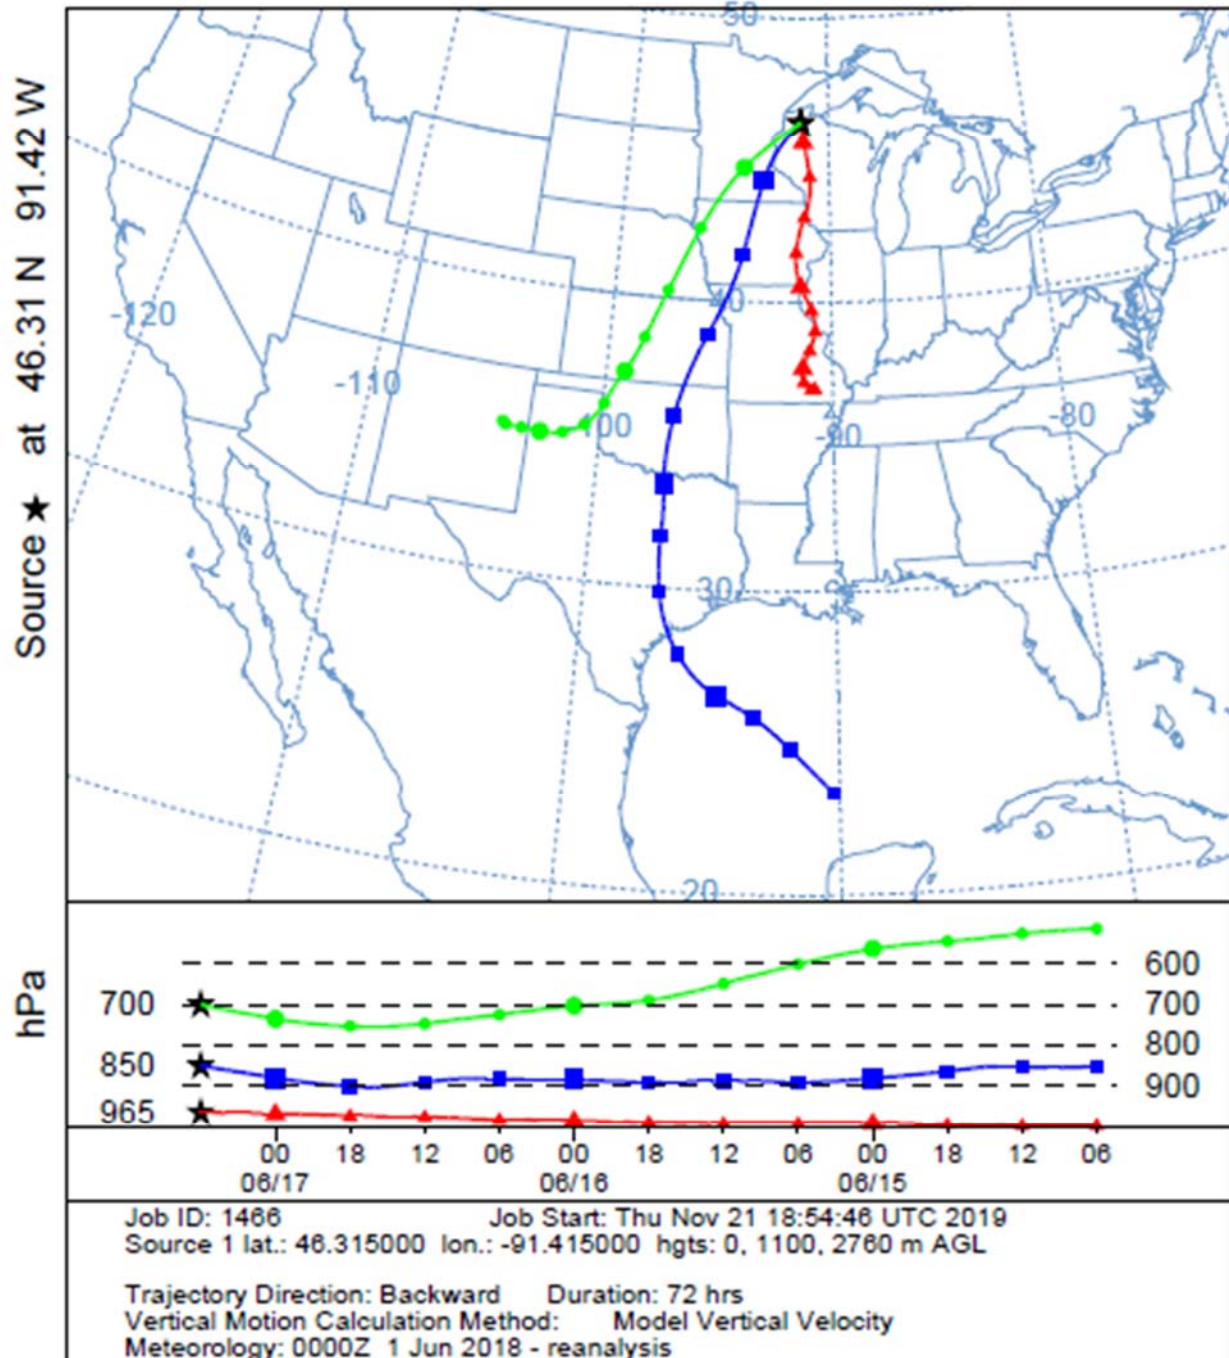 Source ★ at 46.31 N 91.42 W
50
-120
40
-110
100
-90
-80
30
20
hPa
600
700 700
800
850
900
965
00 18 12 06 00 18 12 06 00 18 12 06
06/17 06/16 06/15
Job ID: 1466 Job Start: Thu Nov 21 18:54:46 UTC 2019
Source 1 lat.: 46.315000 lon.: -91.415000 hgts: 0, 1100, 2760 m AGL
Trajectory Direction: Backward Duration: 72 hrs
Vertical Motion Calculation Method: Model Vertical Velocity
Meteorology: 0000Z 1 Jun 2018 - reanalysis